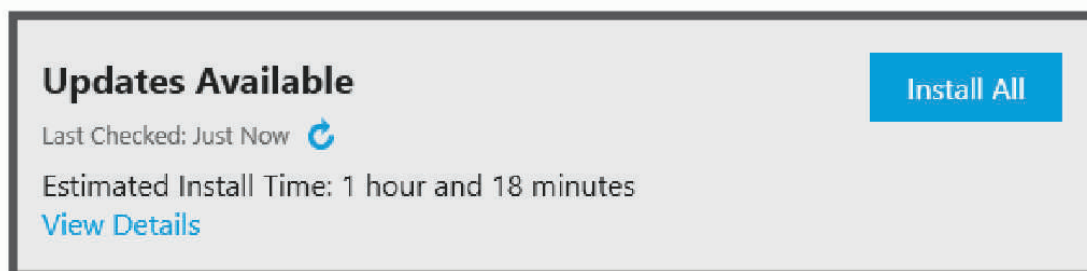 Updates Available
Install All
Last Checked: Just Now
Estimated Install Time: 1 hour and 18 minutes
View Details